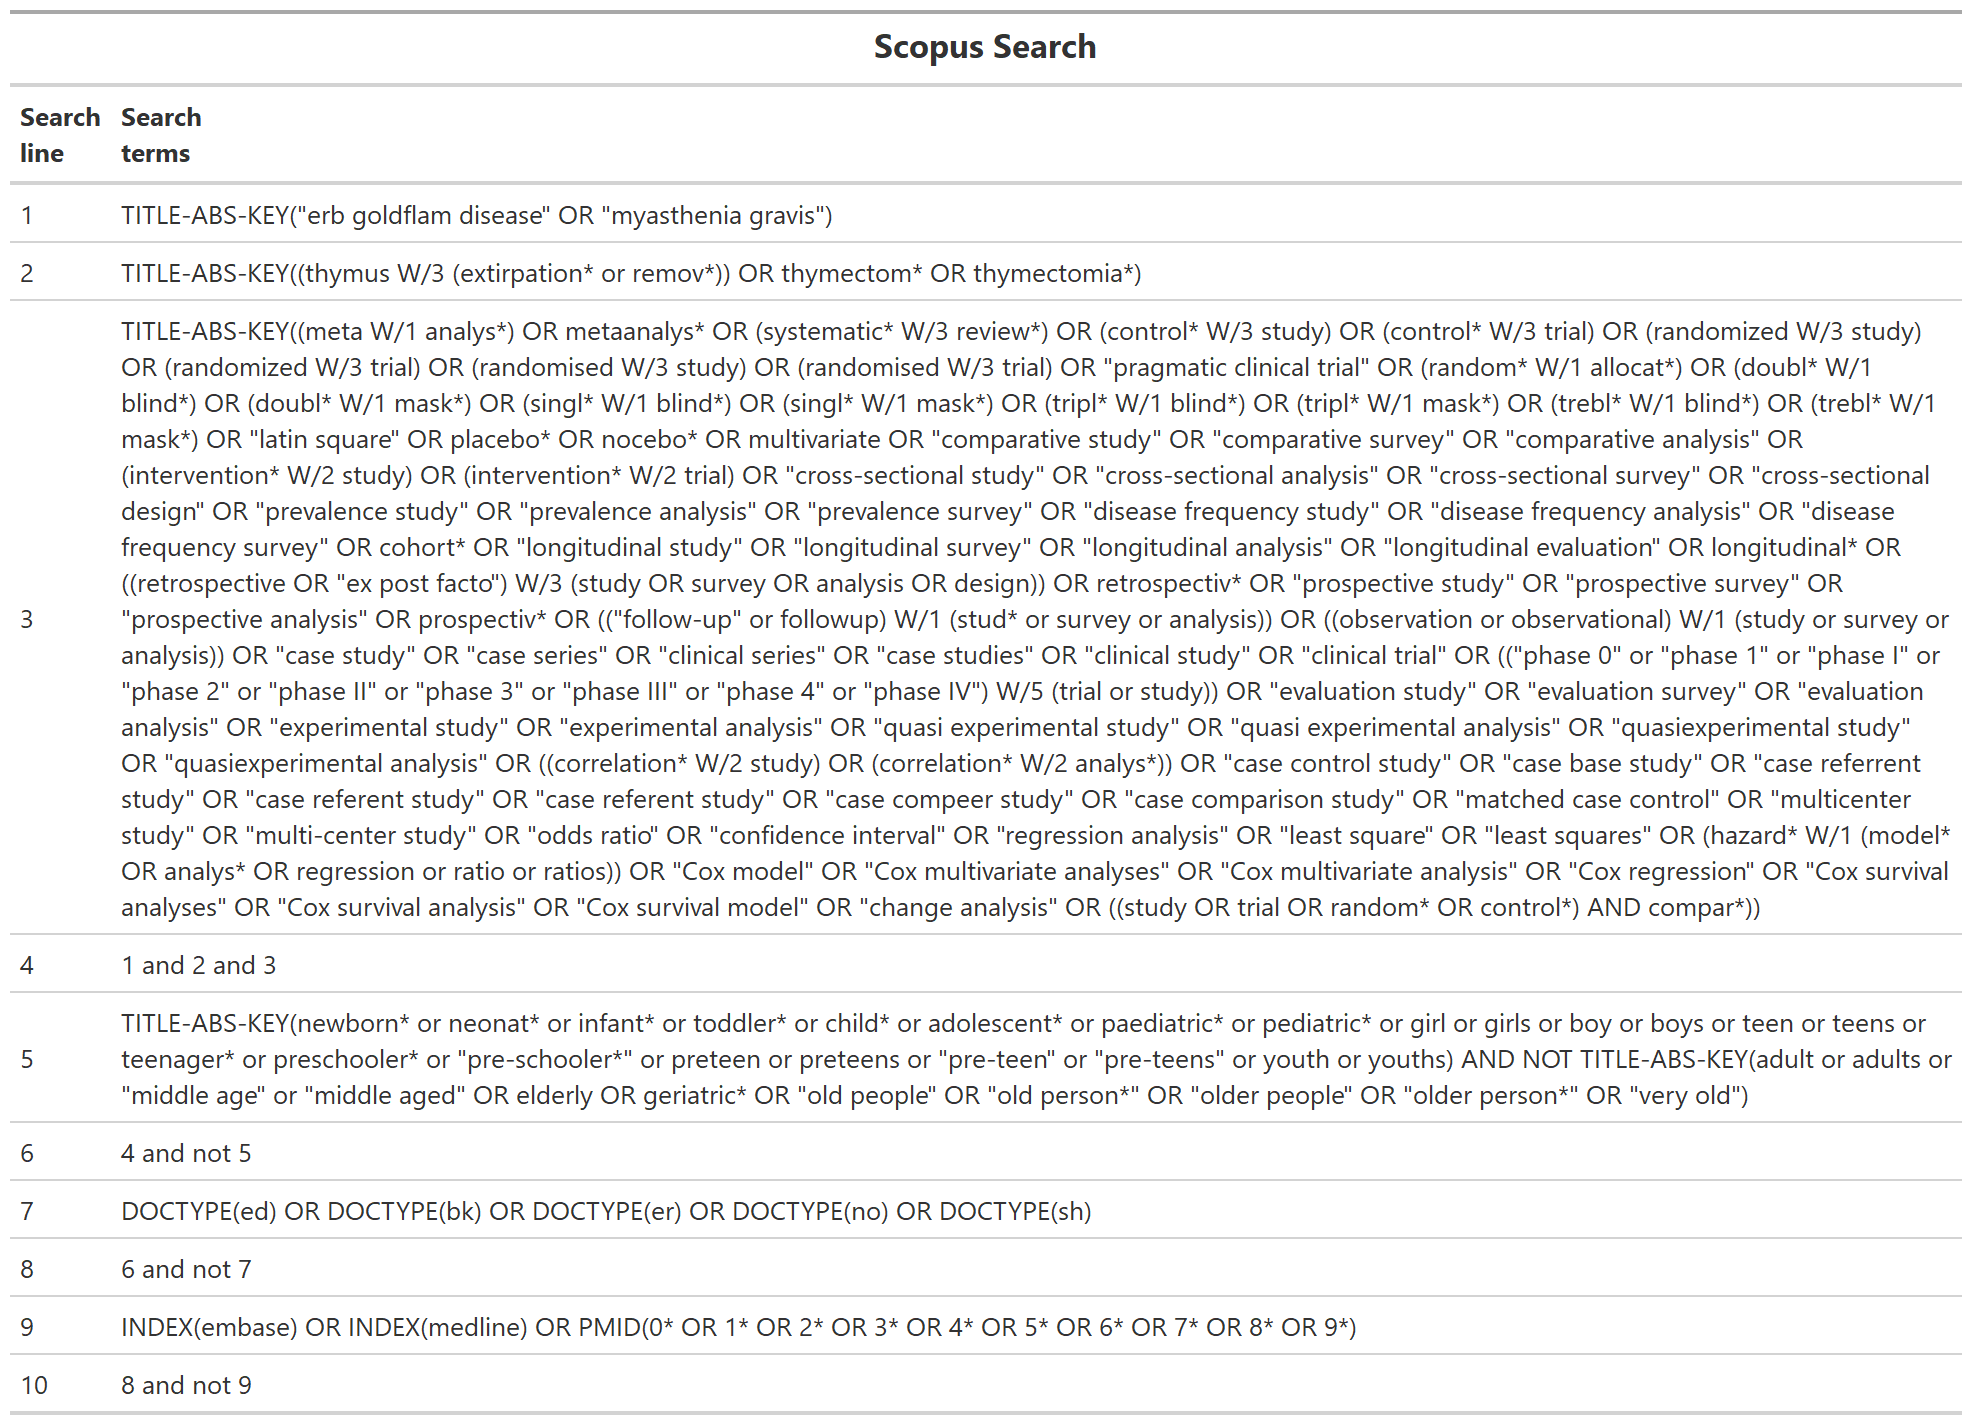 Scopus Search
Search line
Search terms
1 TITLE-ABS-KEY("erb goldflam disease" OR "myasthenia gravis")
2 TITLE-ABS-KEY((thymus W/3 (extirpation* or remov*)) OR thymectom* OR thymectomia*)
TITLE-ABS-KEY((meta W/1 analys*) OR metaanalys* OR (systematic* W/3 review*) OR (control* W/3 study) OR (control* W/3 trial) OR (randomized W/3 study)
OR (randomized W/3 trial) OR (randomised W/3 study) OR (randomised W/3 trial) OR "pragmatic clinical trial" OR (random* W/1 allocat*) OR (doubl* W/1
blind*) OR (doubl* W/1 mask*) OR (singl* W/1 blind*) OR (singl* W/1 mask*) OR (tripl* W/1 blind*) OR (tripl* W/1 mask*) OR (trebl* W/1 blind*) OR (trebl* W/1
mask*) OR "latin square" OR placebo* OR nocebo* OR multivariate OR "comparative study" OR "comparative survey" OR "comparative analysis" OR
(intervention* W/2 study) OR (intervention* W/2 trial) OR "cross-sectional study" OR "cross-sectional analysis" OR "cross-sectional survey" OR "cross-sectional
design" OR "prevalence study" OR "prevalence analysis" OR "prevalence survey" OR "disease frequency study" OR "disease frequency analysis" OR "disease
frequency survey" OR cohort* OR "longitudinal study" OR "longitudinal survey" OR "longitudinal analysis" OR "longitudinal evaluation" OR longitudinal* OR
((retrospective OR "ex post facto") W/3 (study OR survey OR analysis OR design)) OR retrospectiv* OR "prospective study" OR "prospective survey" OR
3 "prospective analysis" OR prospectiv* OR (("follow-up" or followup) W/1 (stud* or survey or analysis)) OR ((observation or observational) W/1 (study or survey or
analysis)) OR "case study" OR "case series" OR "clinical series" OR "case studies" OR "clinical study" OR "clinical trial" OR (("phase 0" or "phase 1" or "phase I" or
"phase 2" or "phase II" or "phase 3" or "phase III" or "phase 4" or "phase IV") W/5 (trial or study)) OR "evaluation study" OR "evaluation survey" OR "evaluation
analysis" OR "experimental study" OR "experimental analysis" OR "quasi experimental study" OR "quasi experimental analysis" OR "quasiexperimental study"
OR "quasiexperimental analysis" OR ((correlation* W/2 study) OR (correlation* W/2 analys*)) OR "case control study" OR "case base study" OR "case referrent
study" OR "case referent study" OR "case referent study" OR "case compeer study" OR "case comparison study" OR "matched case control" OR "multicenter
study" OR "multi-center study" OR "odds ratio" OR "confidence interval" OR "regression analysis" OR "least square" OR "least squares" OR (hazard* W/1 (model*
OR analys* OR regression or ratio or ratios)) OR "Cox model" OR "Cox multivariate analyses" OR "Cox multivariate analysis" OR "Cox regression" OR "Cox survival
analyses" OR "Cox survival analysis" OR "Cox survival model" OR "change analysis" OR ((study OR trial OR random* OR control*) AND compar*))
4 1 and 2 and 3
TITLE-ABS-KEY(newborn* or neonat* or infant* or toddler* or child* or adolescent* or paediatric* or pediatric* or girl or girls or boy or boys or teen or teens or
5 teenager* or preschooler* or "pre-schooler*" or preteen or preteens or "pre-teen" or "pre-teens" or youth or youths) AND NOT TITLE-ABS-KEY(adult or adults or
"middle age" or "middle aged" OR elderly OR geriatric* OR "old people" OR "old person*" OR "older people" OR "older person*" OR "very old")
6 4 and not 5
7 DOCTYPE(ed) OR DOCTYPE(bk) OR DOCTYPE(er) OR DOCTYPE(no) OR DOCTYPE(sh)
8 6 and not 7
9 INDEX(embase) OR INDEX(medline) OR PMID(0* OR 1* OR 2* OR 3* OR 4* OR 5* OR 6* OR 7* OR 8* OR 9*)
10 8 and not 9